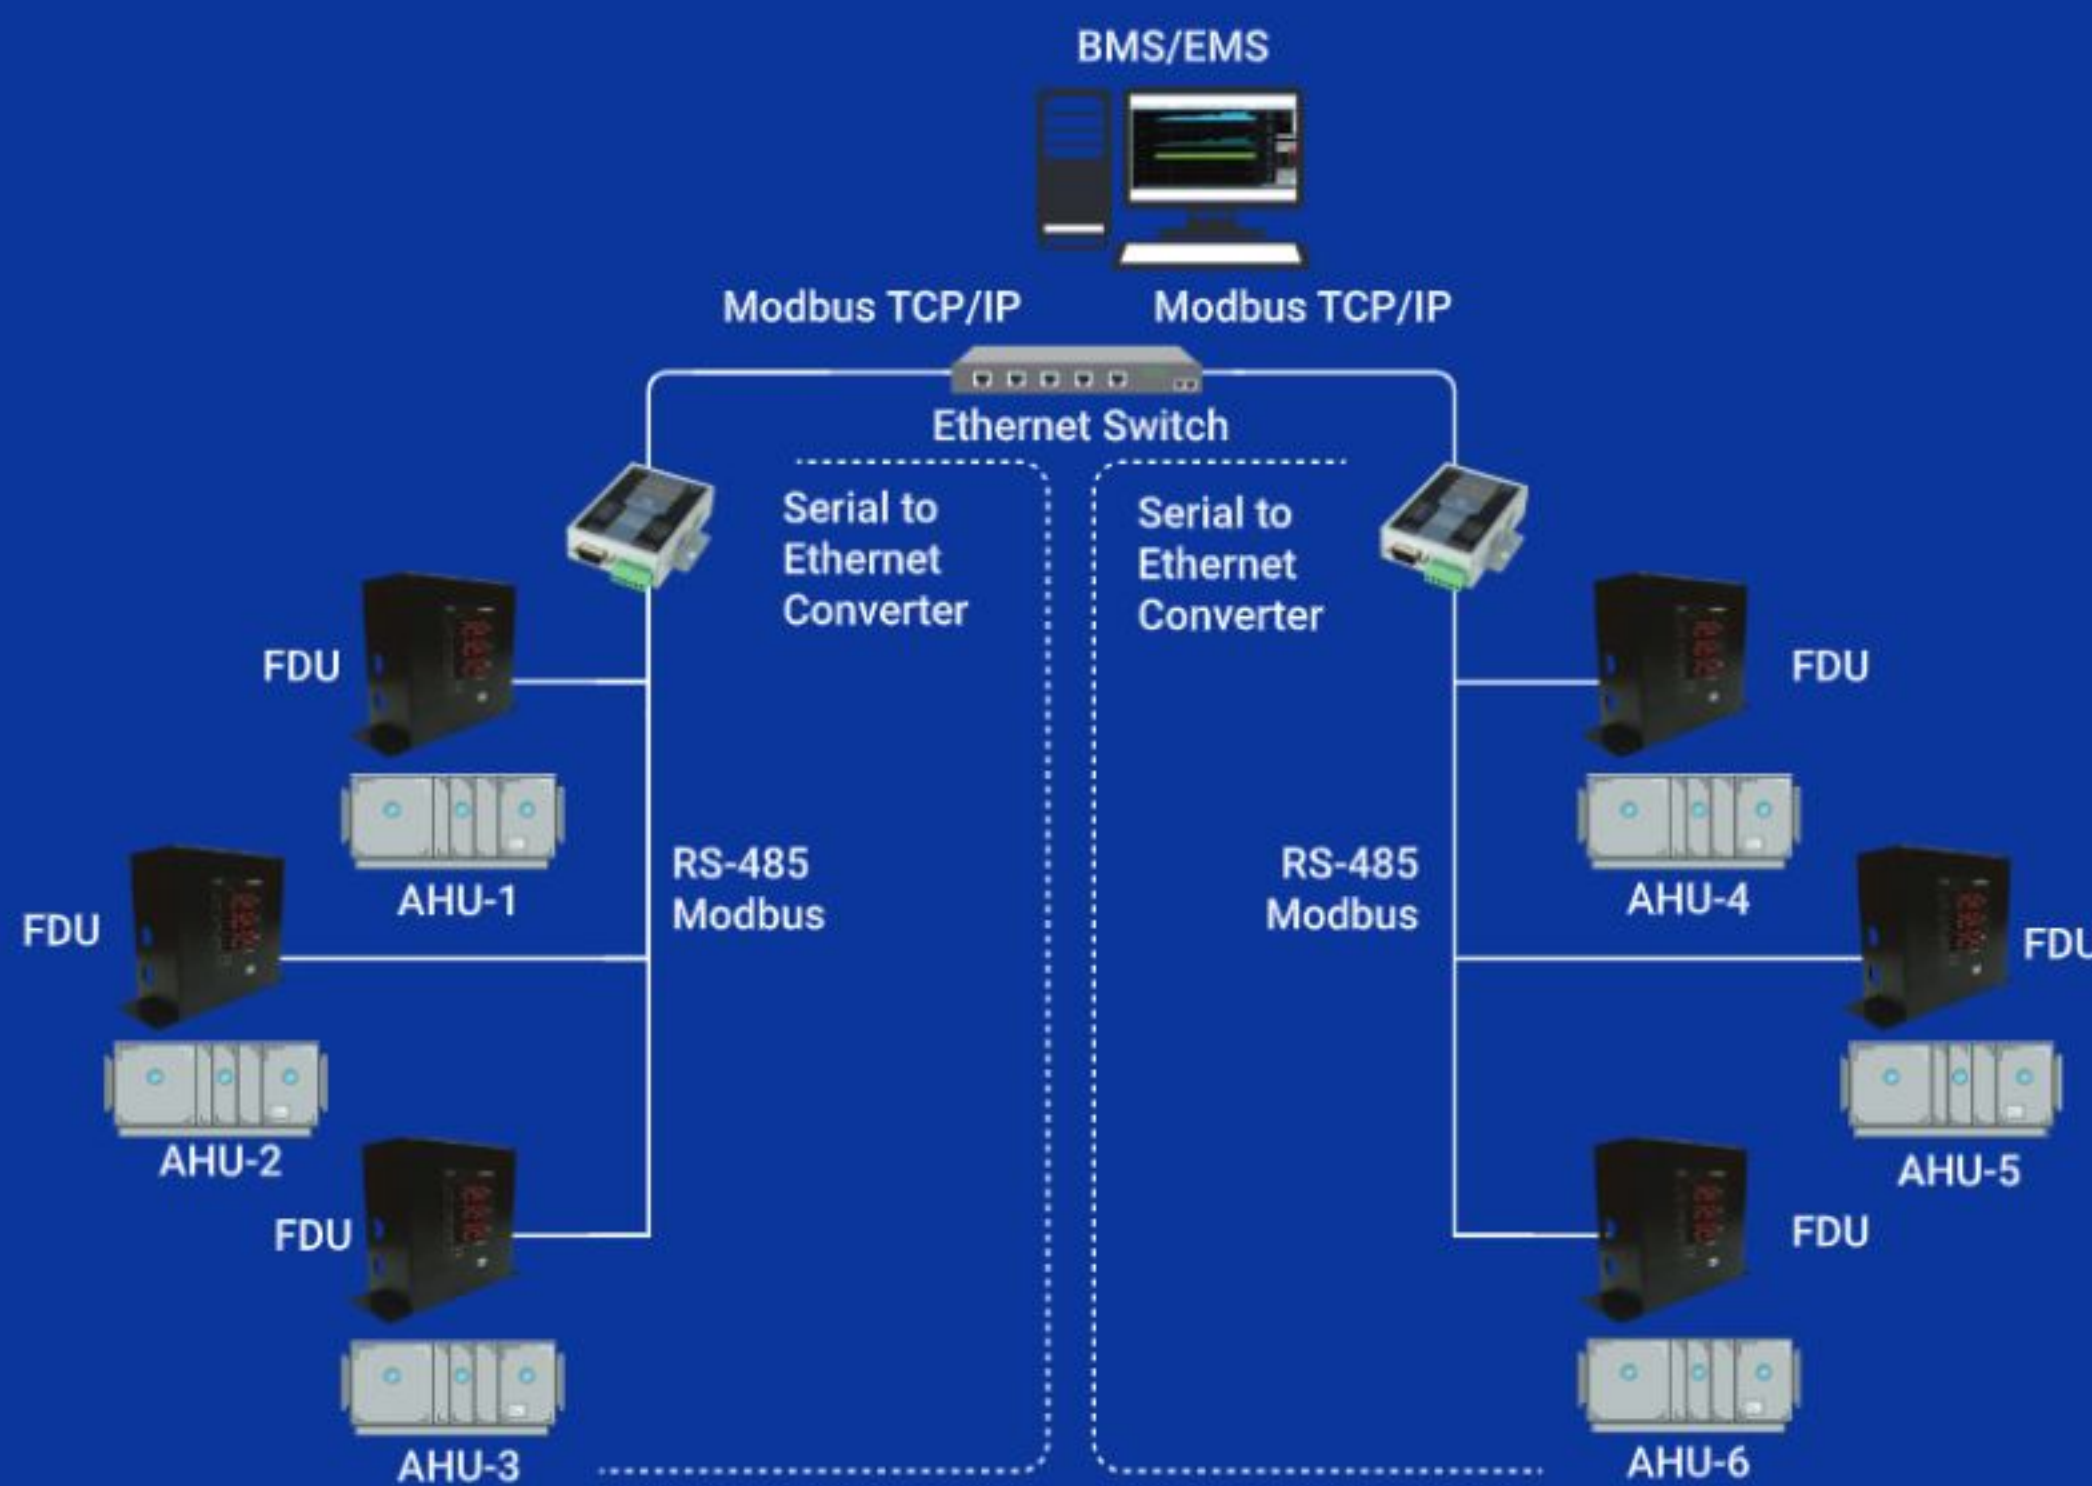 BMS/EMS
Modbus TCP/IP
Modbus TCP/IP
Ethernet Switch
Serial to
Ethernet
Converter
Serial to
Ethernet
Converter
FDU
FDU
AHU-1
AHU-4
RS-485
Modbus
RS-485
Modbus
FDU
FDU
AHU-2
AHU-5
FDU
FDU
AHU-3
AHU-6